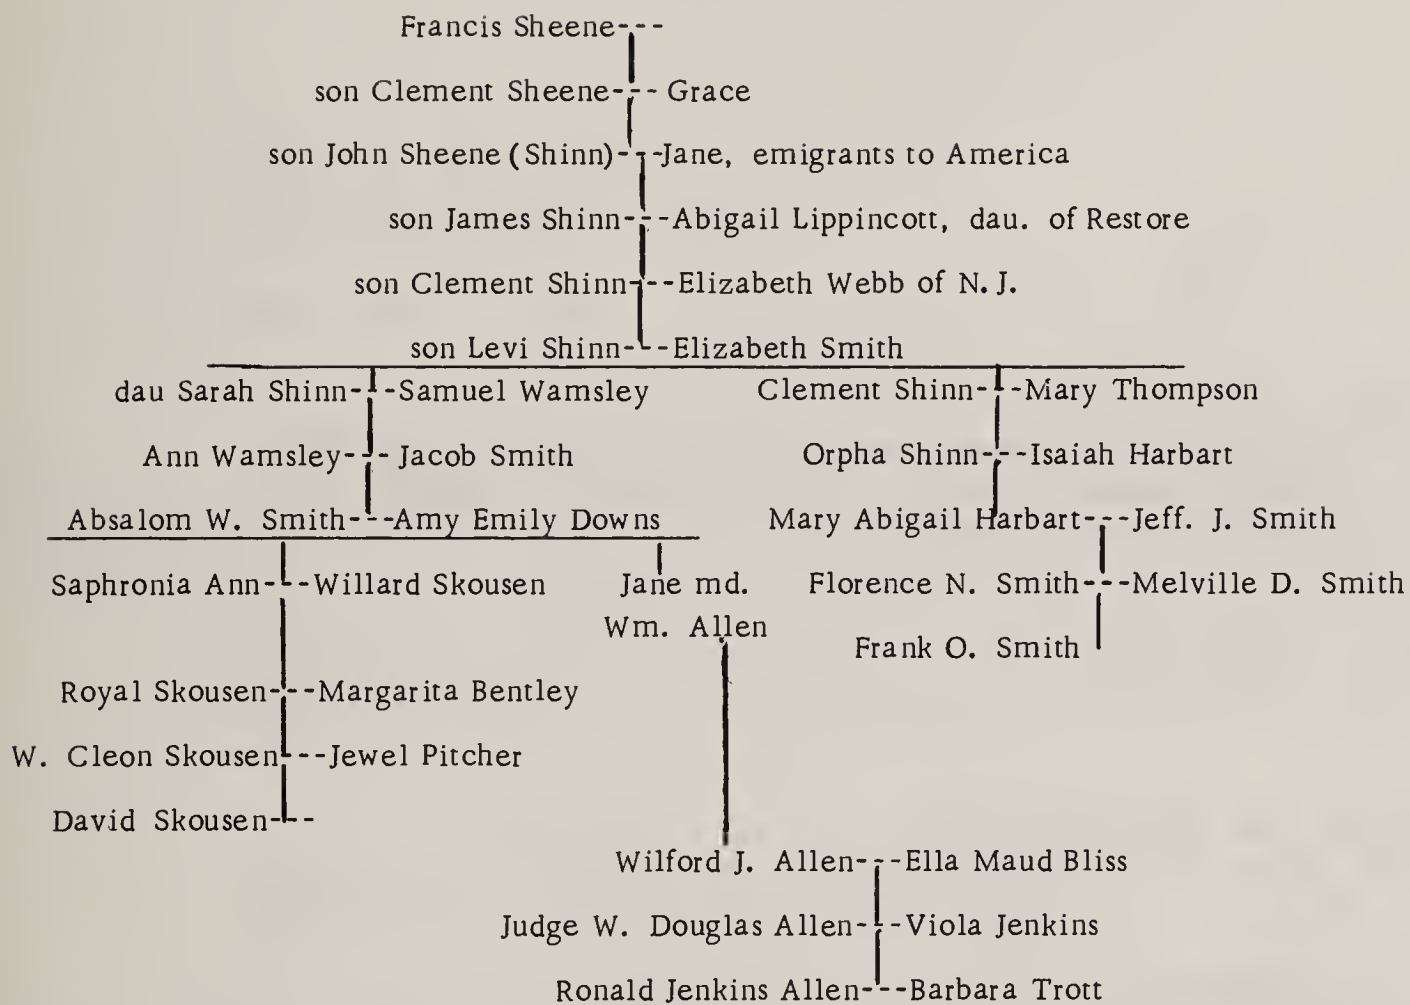 Francis Sheene---
son Clement Sheene--- Grace
son John Sheene (Shinn)---Jane, emigrants to America
son James Shinn---Abigail Lippincott, dau. of Restore
son Clement Shinn---Elizabeth Webb of N. J.
son Levi Shinn---Elizabeth Smith
dau Sarah Shinn---Samuel Wamsley
Clement Shinn---Mary Thompson
Ann Wamsley---Jacob Smith
Orpha Shinn---Isaiah Harbart
Absalom W. Smith---Amy Emily Downs
Mary Abigail Harbart---Jeff. J. Smith
Saphronia Ann---Willard Skousen
Jane md.
Wm. Allen
Florence N. Smith---Melville D. Smith
Frank O. Smith
Royal Skousen---Margarita Bentley
W. Cleon Skousen---Jewel Pitcher
David Skousen---
Wilford J. Allen---Ella Maud Bliss
Judge W. Douglas Allen---Viola Jenkins
Ronald Jenkins Allen---Barbara Trott